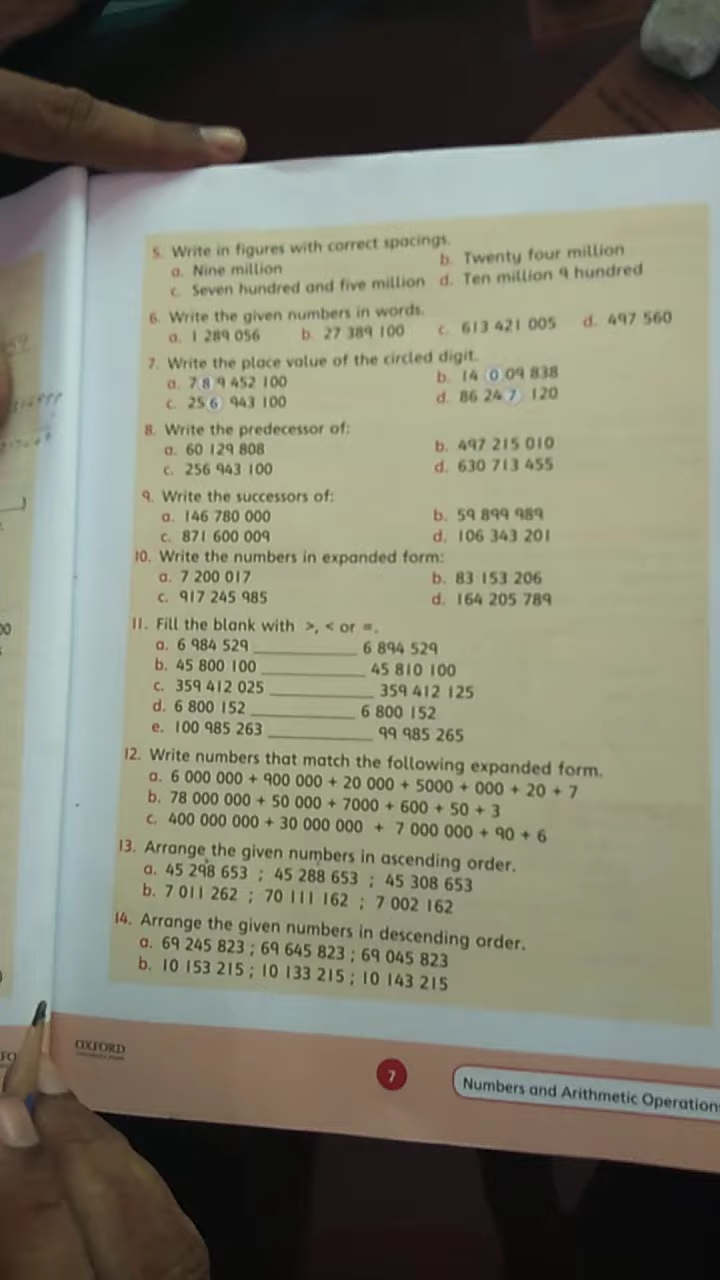 5. Write in figures with correct spacings.
a. Nine million b. Twenty four million
c. Seven hundred and five million d. Ten million 9 hundred
6. Write the given numbers in words.
a. 1 289 056 b. 27 389 100 c. 613 421 005 d. 497 560
7. Write the place value of the circled digit.
a. 789 452 100 b. 14 0 09 838
c. 256 943 100 d. 86 247 120
8. Write the predecessor of:
a. 60 129 808 b. 497 215 010
c. 256 943 100 d. 630 713 455
9. Write the successors of:
a. 146 780 000 b. 59 899 989
c. 871 600 009 d. 106 343 201
10. Write the numbers in expanded form:
a. 7 200 017 b. 83 153 206
c. 917 245 985 d. 164 205 789
11. Fill the blank with >, < or =.
a. 6 984 529 __________ 6 894 529
b. 45 800 100 __________ 45 810 100
c. 359 412 025 __________ 359 412 125
d. 6 800 152 __________ 6 800 152
e. 100 985 263 __________ 99 985 265
12. Write numbers that match the following expanded form.
a. 6 000 000 + 900 000 + 20 000 + 5000 + 000 + 20 + 7
b. 78 000 000 + 50 000 + 7000 + 600 + 50 + 3
c. 400 000 000 + 30 000 000 + 7 000 000 + 90 + 6
13. Arrange the given numbers in ascending order.
a. 45 298 653 ; 45 288 653 ; 45 308 653
b. 7 011 262 ; 70 111 162 ; 7 002 162
14. Arrange the given numbers in descending order.
a. 69 245 823 ; 69 645 823 ; 69 045 823
b. 10 153 215 ; 10 133 215 ; 10 143 215
OXFORD
7
Numbers and Arithmetic Operation